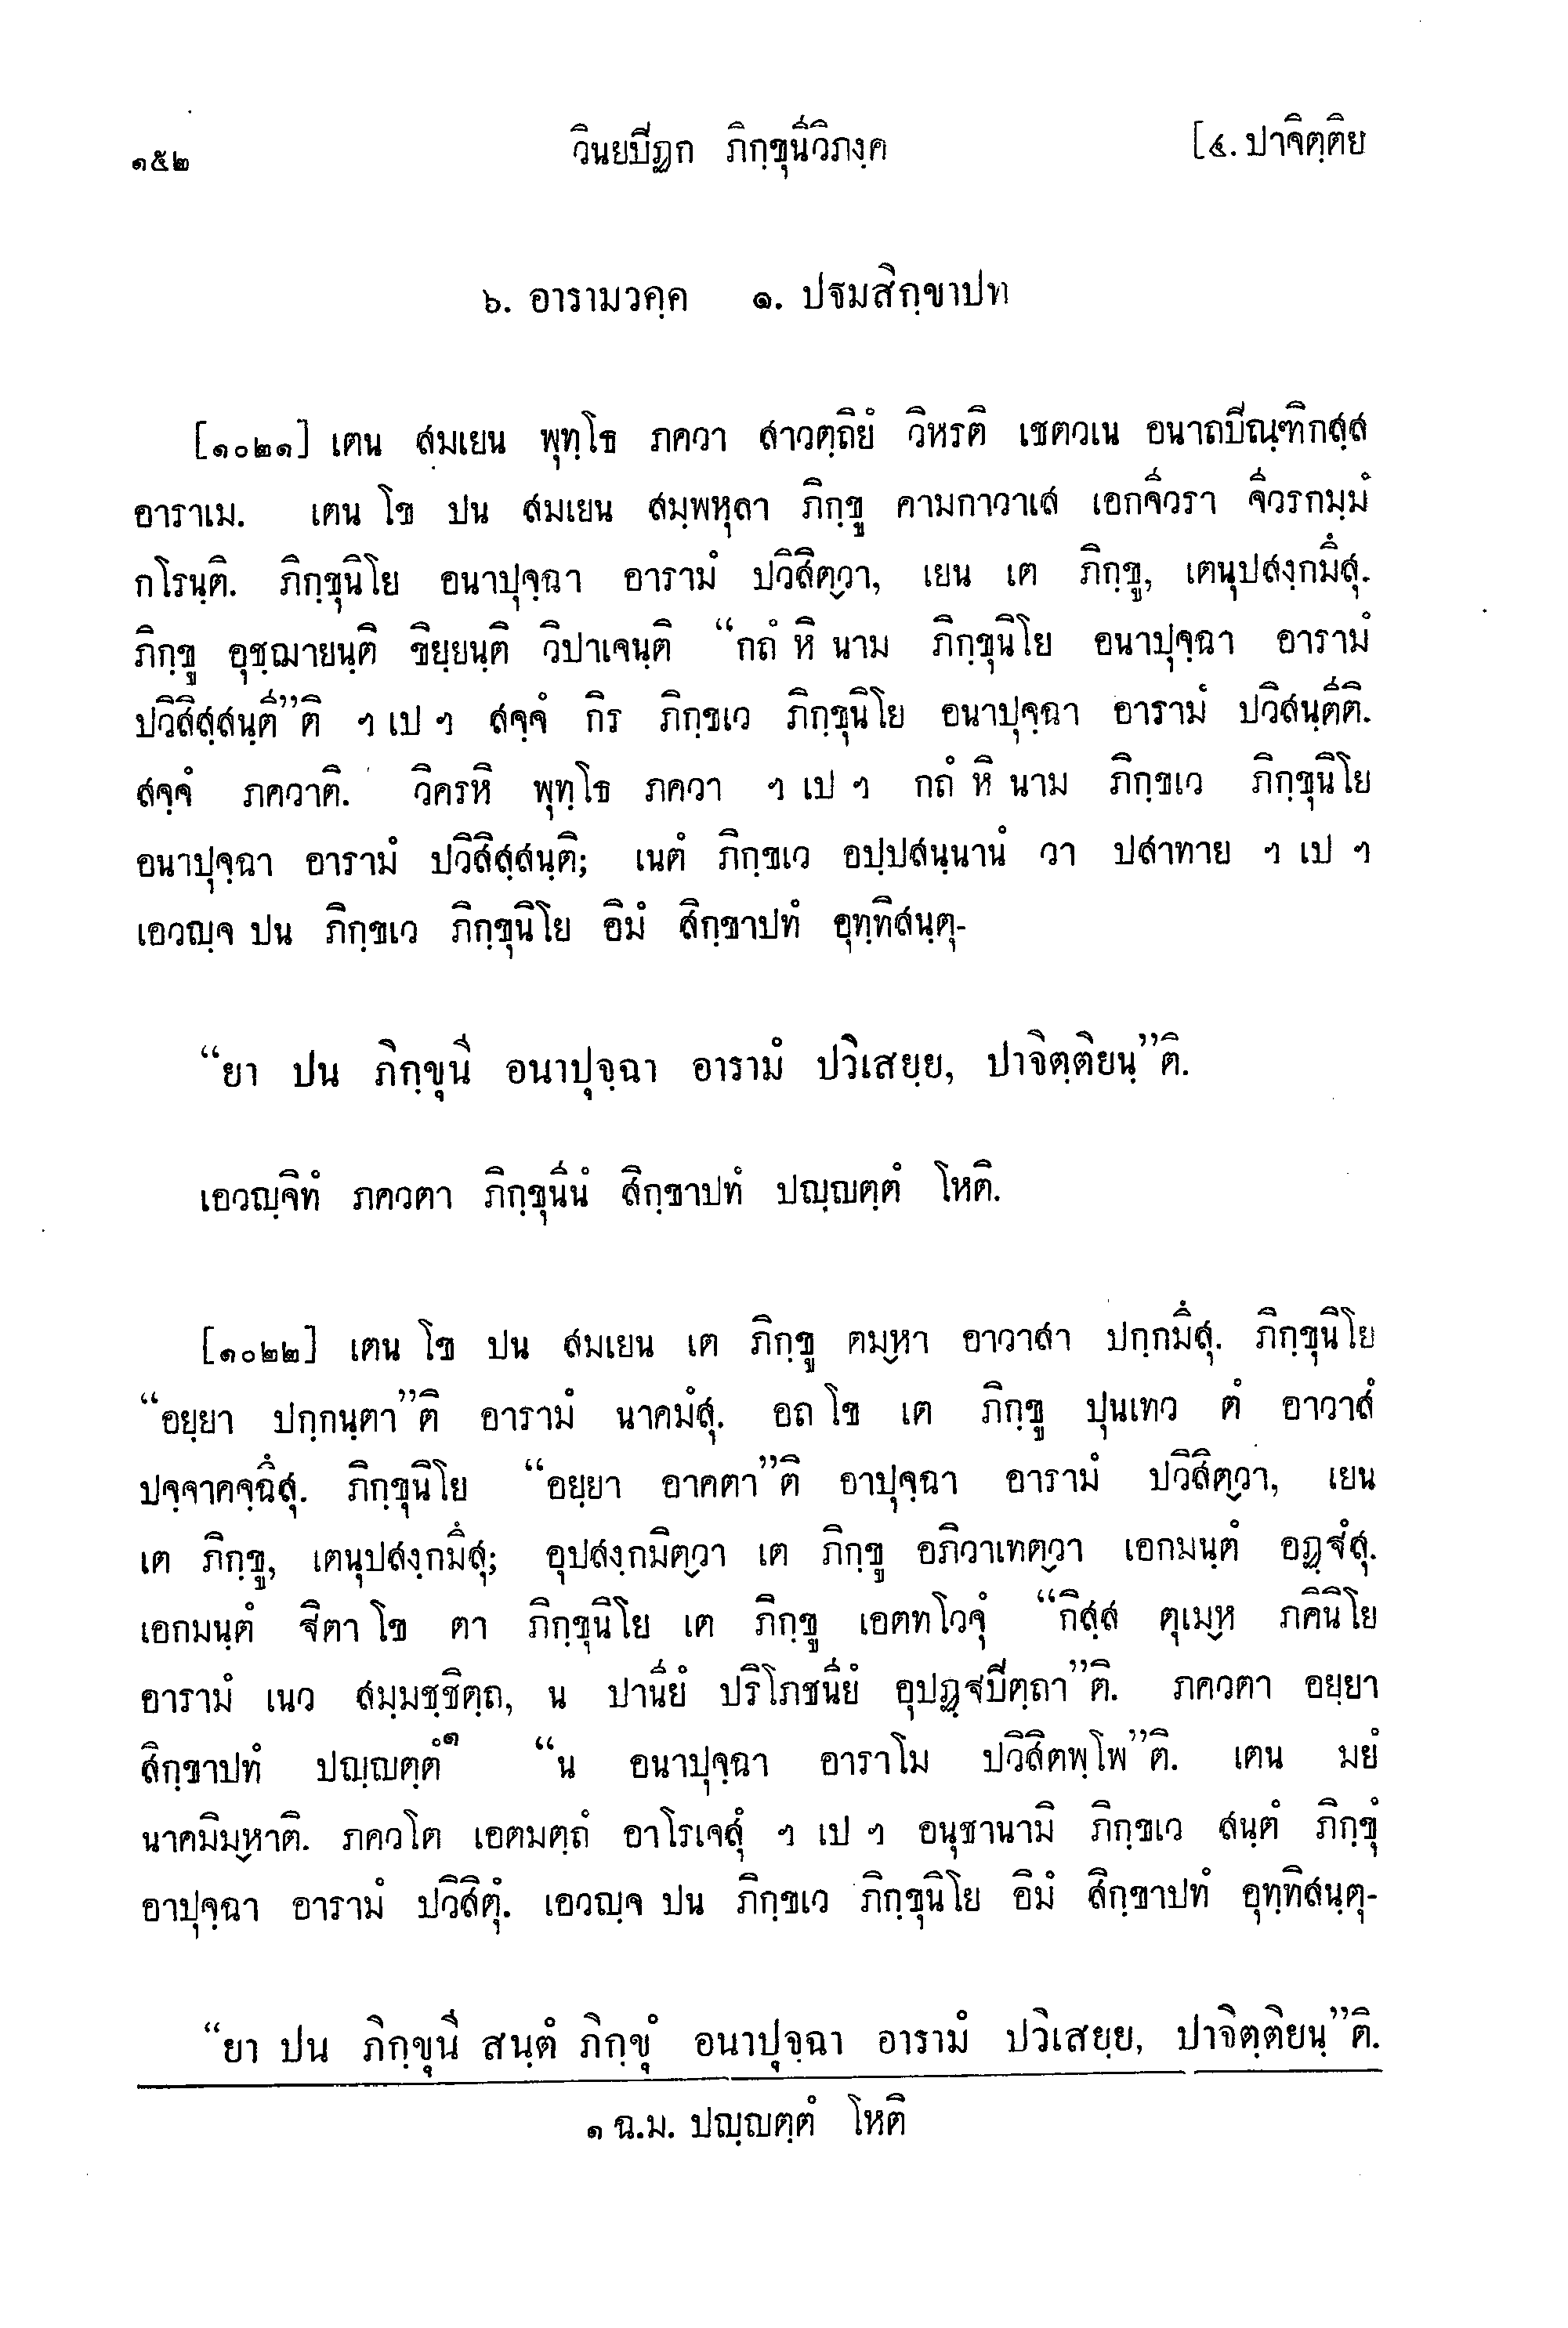 ๑๕๒ วินยปิฏก ภิกฺขุนีวิภงฺค [๔. ปาจิตฺติย
๖. อารามวคฺค ๑. ปฐมสิกฺขาปท
[๑๐๒๑] เตน สมเยน พุทฺโธ ภควา สาวตฺถิยํ วิหรติ เชตวเน อนาถปิณฺฑิกสฺส
อาราเม. เตน โข ปน สมเยน สมฺพหุลา ภิกฺขู คามกาวาเส เอกจีวรา จีวรกมฺมํ
กโรนฺติ. ภิกฺขุนิโย อนาปุจฺฉา อารามํ ปวิสิตฺวา, เยน เต ภิกฺขู, เตนุปสงฺกมึสุ.
ภิกฺขู อุชฺฌายนฺติ ขิยฺยนฺติ วิปาเจนฺติ “กถํ หิ นาม ภิกฺขุนิโย อนาปุจฺฉา อารามํ
ปวิสิสฺสนฺตี”ติ ฯ เป ฯ สจฺจํ กิร ภิกฺขเว ภิกฺขุนิโย อนาปุจฺฉา อารามํ ปวิสนฺตีติ.
สจฺจํ ภควาติ. วิครหิ พุทฺโธ ภควา ฯ เป ฯ กถํ หิ นาม ภิกฺขเว ภิกฺขุนิโย
อนาปุจฺฉา อารามํ ปวิสิสฺสนฺติ; เนตํ ภิกฺขเว อปฺปสนฺนานํ วา ปสาทาย ฯ เป ฯ
เอวญฺจ ปน ภิกฺขเว ภิกฺขุนิโย อิมํ สิกฺขาปทํ อุทฺทิสนฺตุ-
“ยา ปน ภิกฺขุนี อนาปุจฺฉา อารามํ ปวิเสยฺย, ปาจิตฺติยนฺ”ติ.
เอวญฺจิทํ ภควตา ภิกฺขุนีนํ สิกฺขาปทํ ปญฺญตฺตํ โหติ.
[๑๐๒๒] เตน โข ปน สมเยน เต ภิกฺขู ตมฺหา อาวาสา ปกฺกมึสุ. ภิกฺขุนิโย
“อยฺยา ปกฺกนฺตา”ติ อารามํ นาคมํสุ. อถ โข เต ภิกฺขู ปุนเทว ตํ อาวาสํ
ปจฺจาคจฺฉึสุ. ภิกฺขุนิโย “อยฺยา อาคตา”ติ อาปุจฺฉา อารามํ ปวิสิตฺวา, เยน
เต ภิกฺขู, เตนุปสงฺกมึสุ; อุปสงฺกมิตฺวา เต ภิกฺขู อภิวาเทตฺวา เอกมนฺตํ อฏฺฐํสุ.
เอกมนฺตํ ฐิตา โข ตา ภิกฺขุนิโย เต ภิกฺขู เอตทโวจุํ “กิสฺส ตุเมฺห ภคินิโย
อารามํ เนว สมฺมชฺชิตฺถ, น ปานียํ ปริโภชนียํ อุปฏฺฐปิตฺถา”ติ. ภควตา อยฺยา
สิกฺขาปทํ ปญฺญตฺตํ๑ “น อนาปุจฺฉา อาราโม ปวิสิตพฺโพ”ติ. เตน มยํ
นาคมิมฺหาติ. ภควโต เอตมตฺถํ อาโรเจสุํ ฯ เป ฯ อนุชานามิ ภิกฺขเว สนฺตํ ภิกฺขุํ
อาปุจฺฉา อารามํ ปวิสิตุํ. เอวญฺจ ปน ภิกฺขเว ภิกฺขุนิโย อิมํ สิกฺขาปทํ อุทฺทิสนฺตุ-
“ยา ปน ภิกฺขุนี สนฺตํ ภิกฺขุํ อนาปุจฺฉา อารามํ ปวิเสยฺย, ปาจิตฺติยนฺ”ติ.
๑ ฉ.ม. ปญฺญตฺตํ โหติ